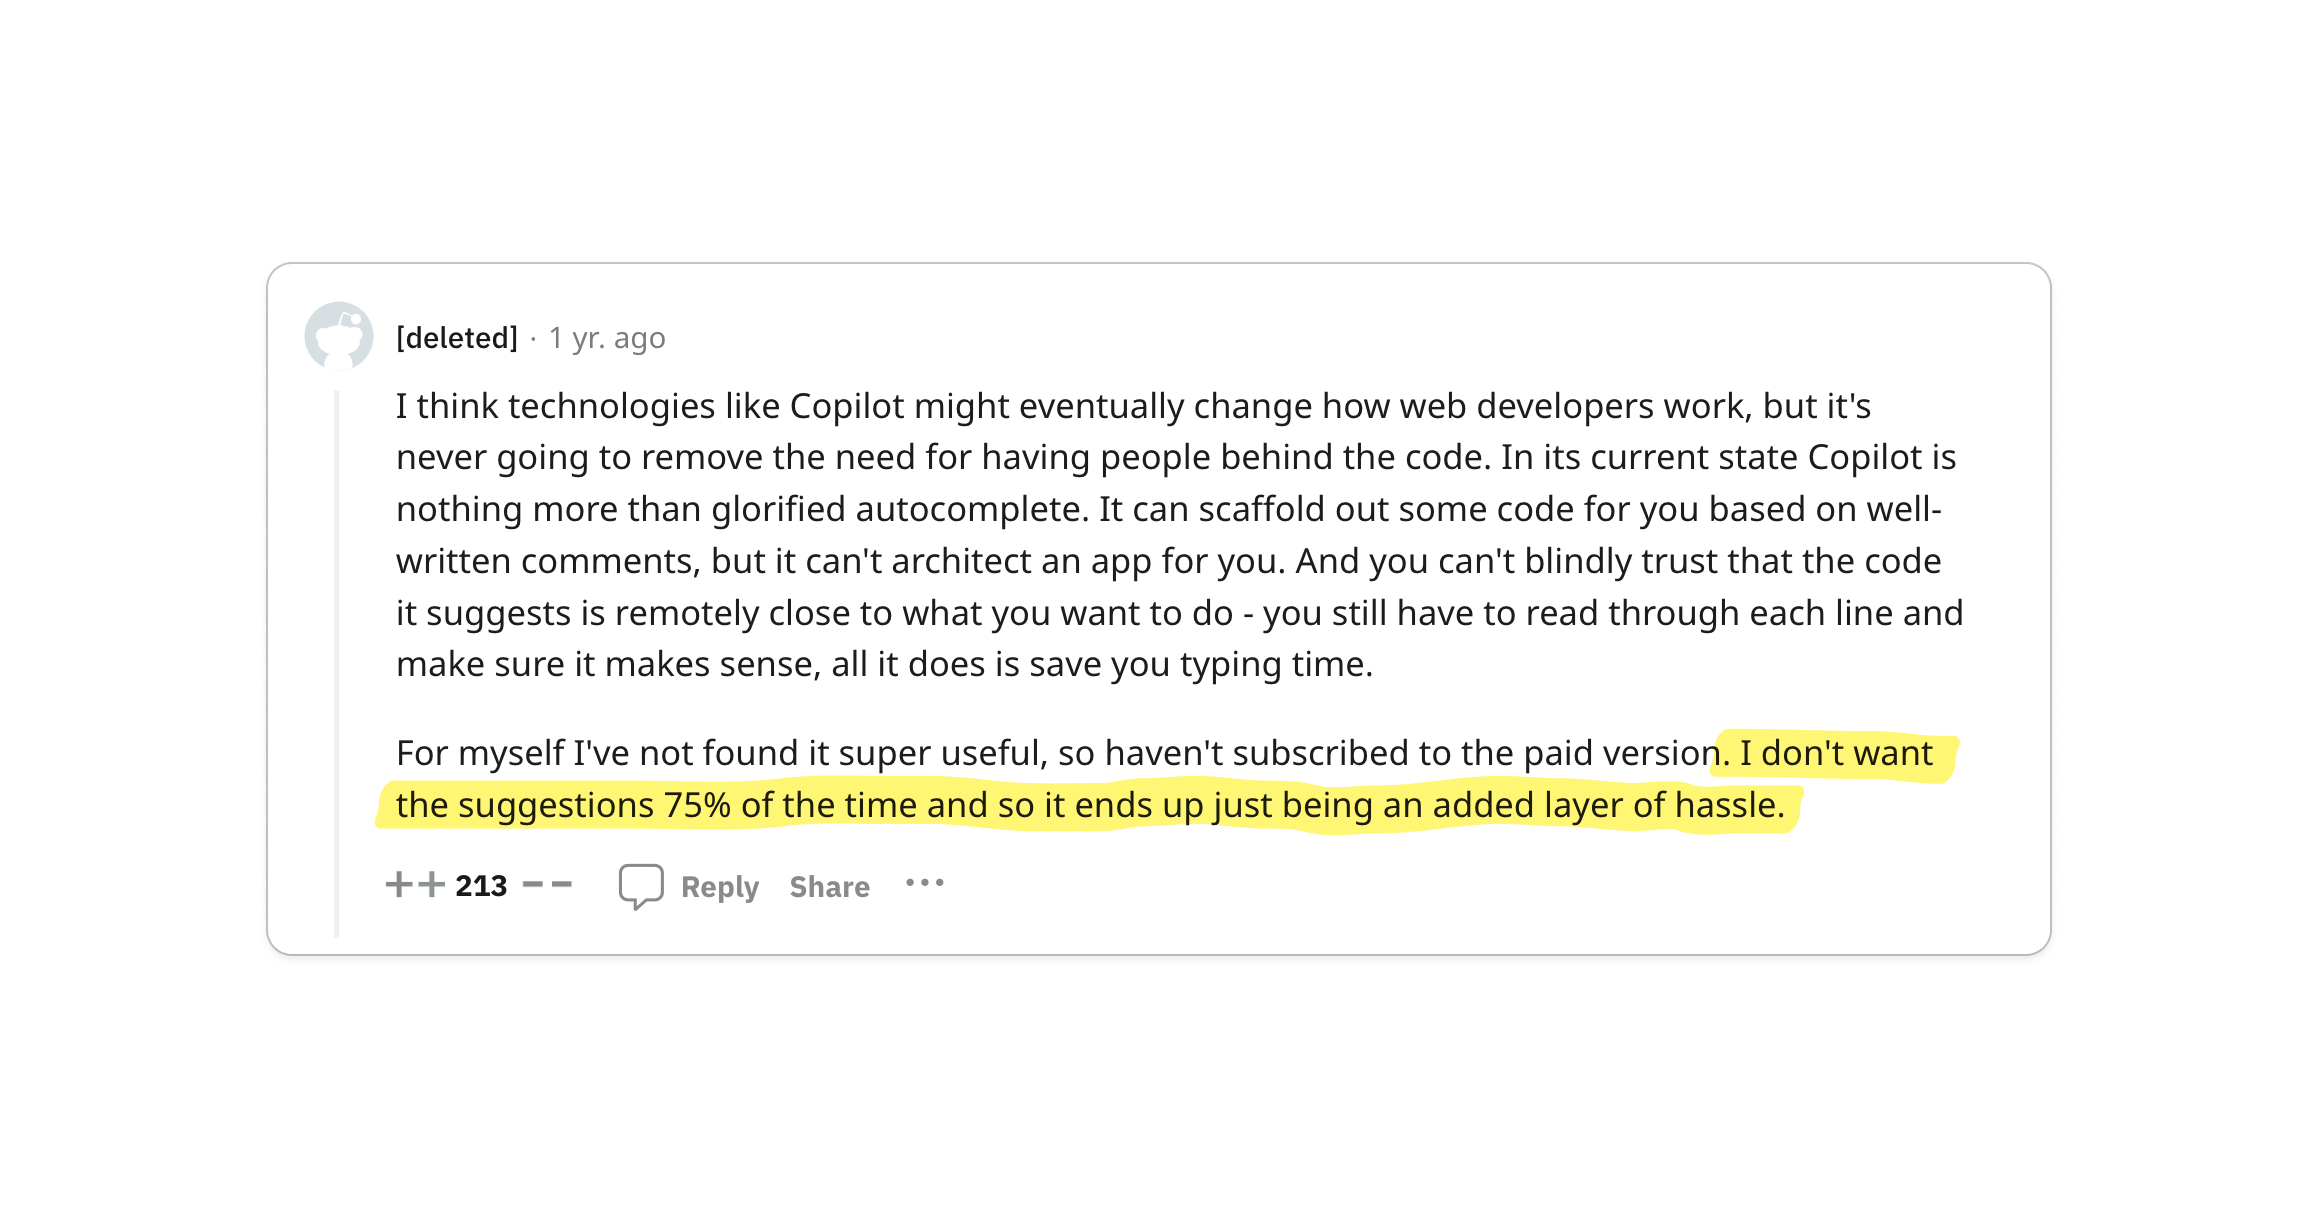 [deleted] · 1 yr. ago
I think technologies like Copilot might eventually change how web developers work, but it's
never going to remove the need for having people behind the code. In its current state Copilot is
nothing more than glorified autocomplete. It can scaffold out some code for you based on well-
written comments, but it can't architect an app for you. And you can't blindly trust that the code
it suggests is remotely close to what you want to do - you still have to read through each line and
make sure it makes sense, all it does is save you typing time.
For myself I've not found it super useful, so haven't subscribed to the paid version. I don't want
the suggestions 75% of the time and so it ends up just being an added layer of hassle.
++ 213 −− Reply Share •••